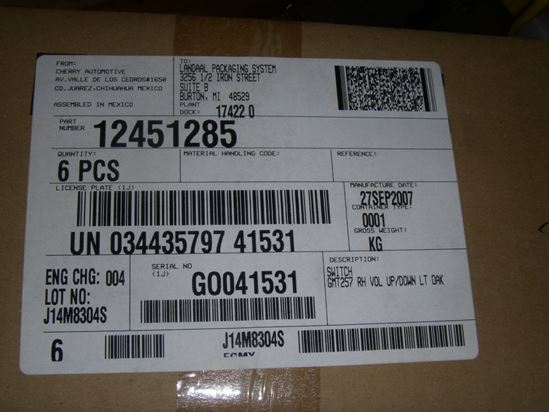 FROM:
CHERRY AUTOMOTIVE
AV.VALLE DE LOS CEDROS#1650
CD.JUAREZ,CHIHUAHUA MEXICO
ASSEMBLED IN MEXICO
TO:
LANDAAL PACKAGING SYSTEM
3256 1/2 IRON STREET
SUITE B
BURTON, MI 48529
PLANT
DOCK: 17422 0
PART
NUMBER 12451285
QUANTITY:
6 PCS
MATERIAL HANDLING CODE:
REFERENCE:
LICENSE PLATE (1J)
UN 034435797 41531
MANUFACTURE DATE:
27SEP2007
CONTAINER TYPE:
0001
GROSS WEIGHT:
KG
ENG CHG: 004
LOT NO:
J14M8304S
SERIAL NO
(1J) GO041531
DESCRIPTION:
SWITCH
GMT257 RH VOL UP/DOWN LT OAK
6
J14M8304S